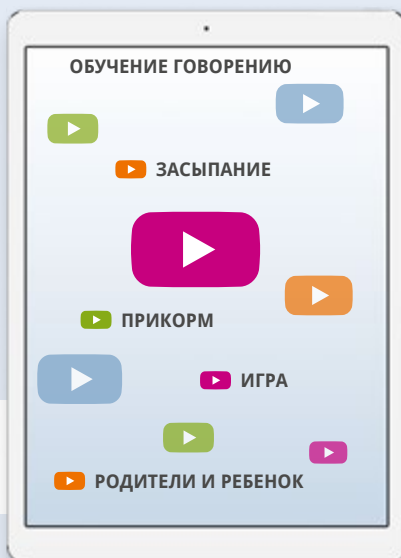 ОБУЧЕНИЕ ГОВОРЕНИЮ
ЗАСЫПАНИЕ
ПРИКОРМ
ИГРА
РОДИТЕЛИ И РЕБЕНОК